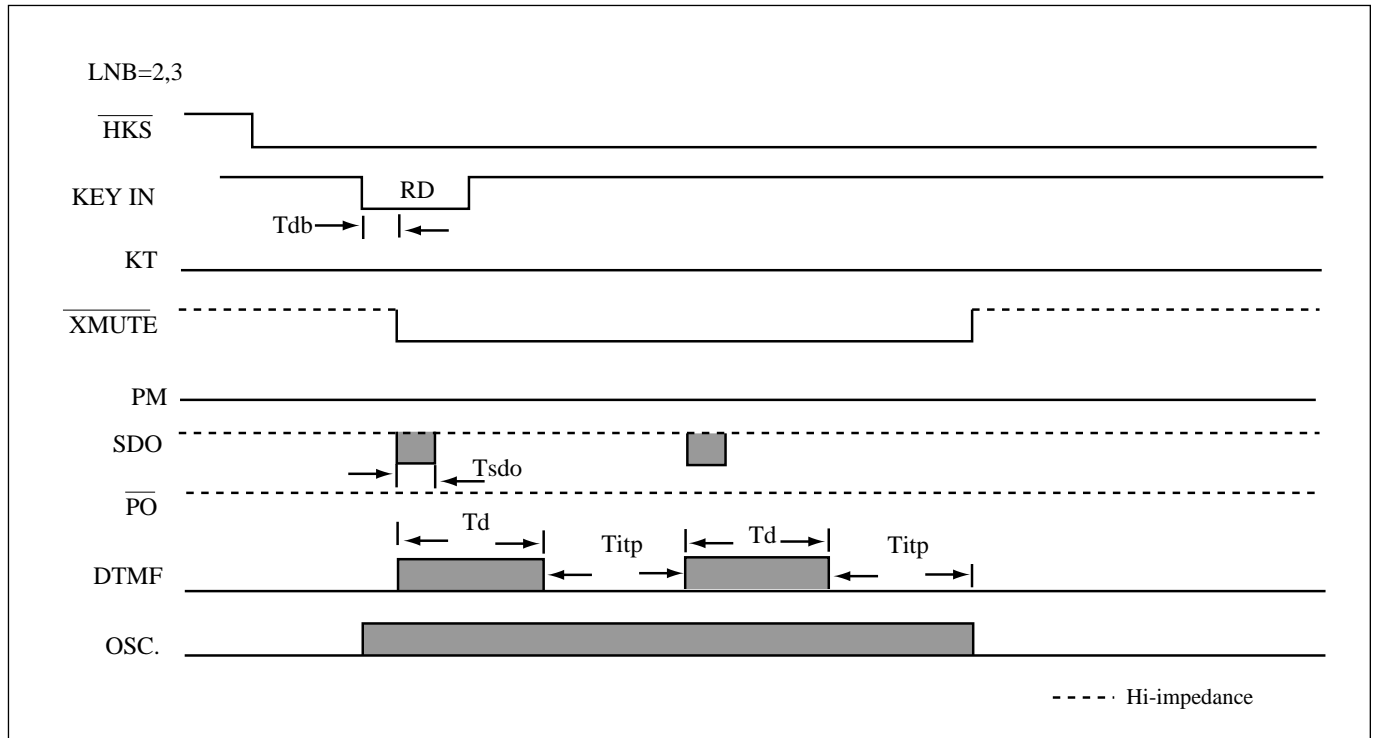 LNB=2,3
HKS
KEY IN
RD
Tdb
KT
XMUTE
PM
SDO
Tsdo
PO
Td
Titp
Td
Titp
DTMF
OSC.
Hi-impedance